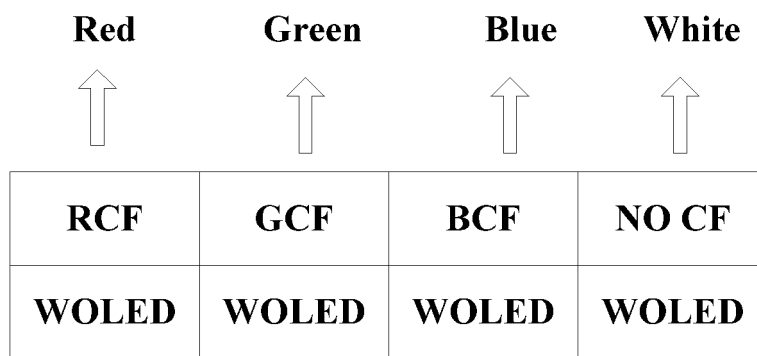 Red Green Blue White
RCF GCF BCF NO CF
WOLED WOLED WOLED WOLED